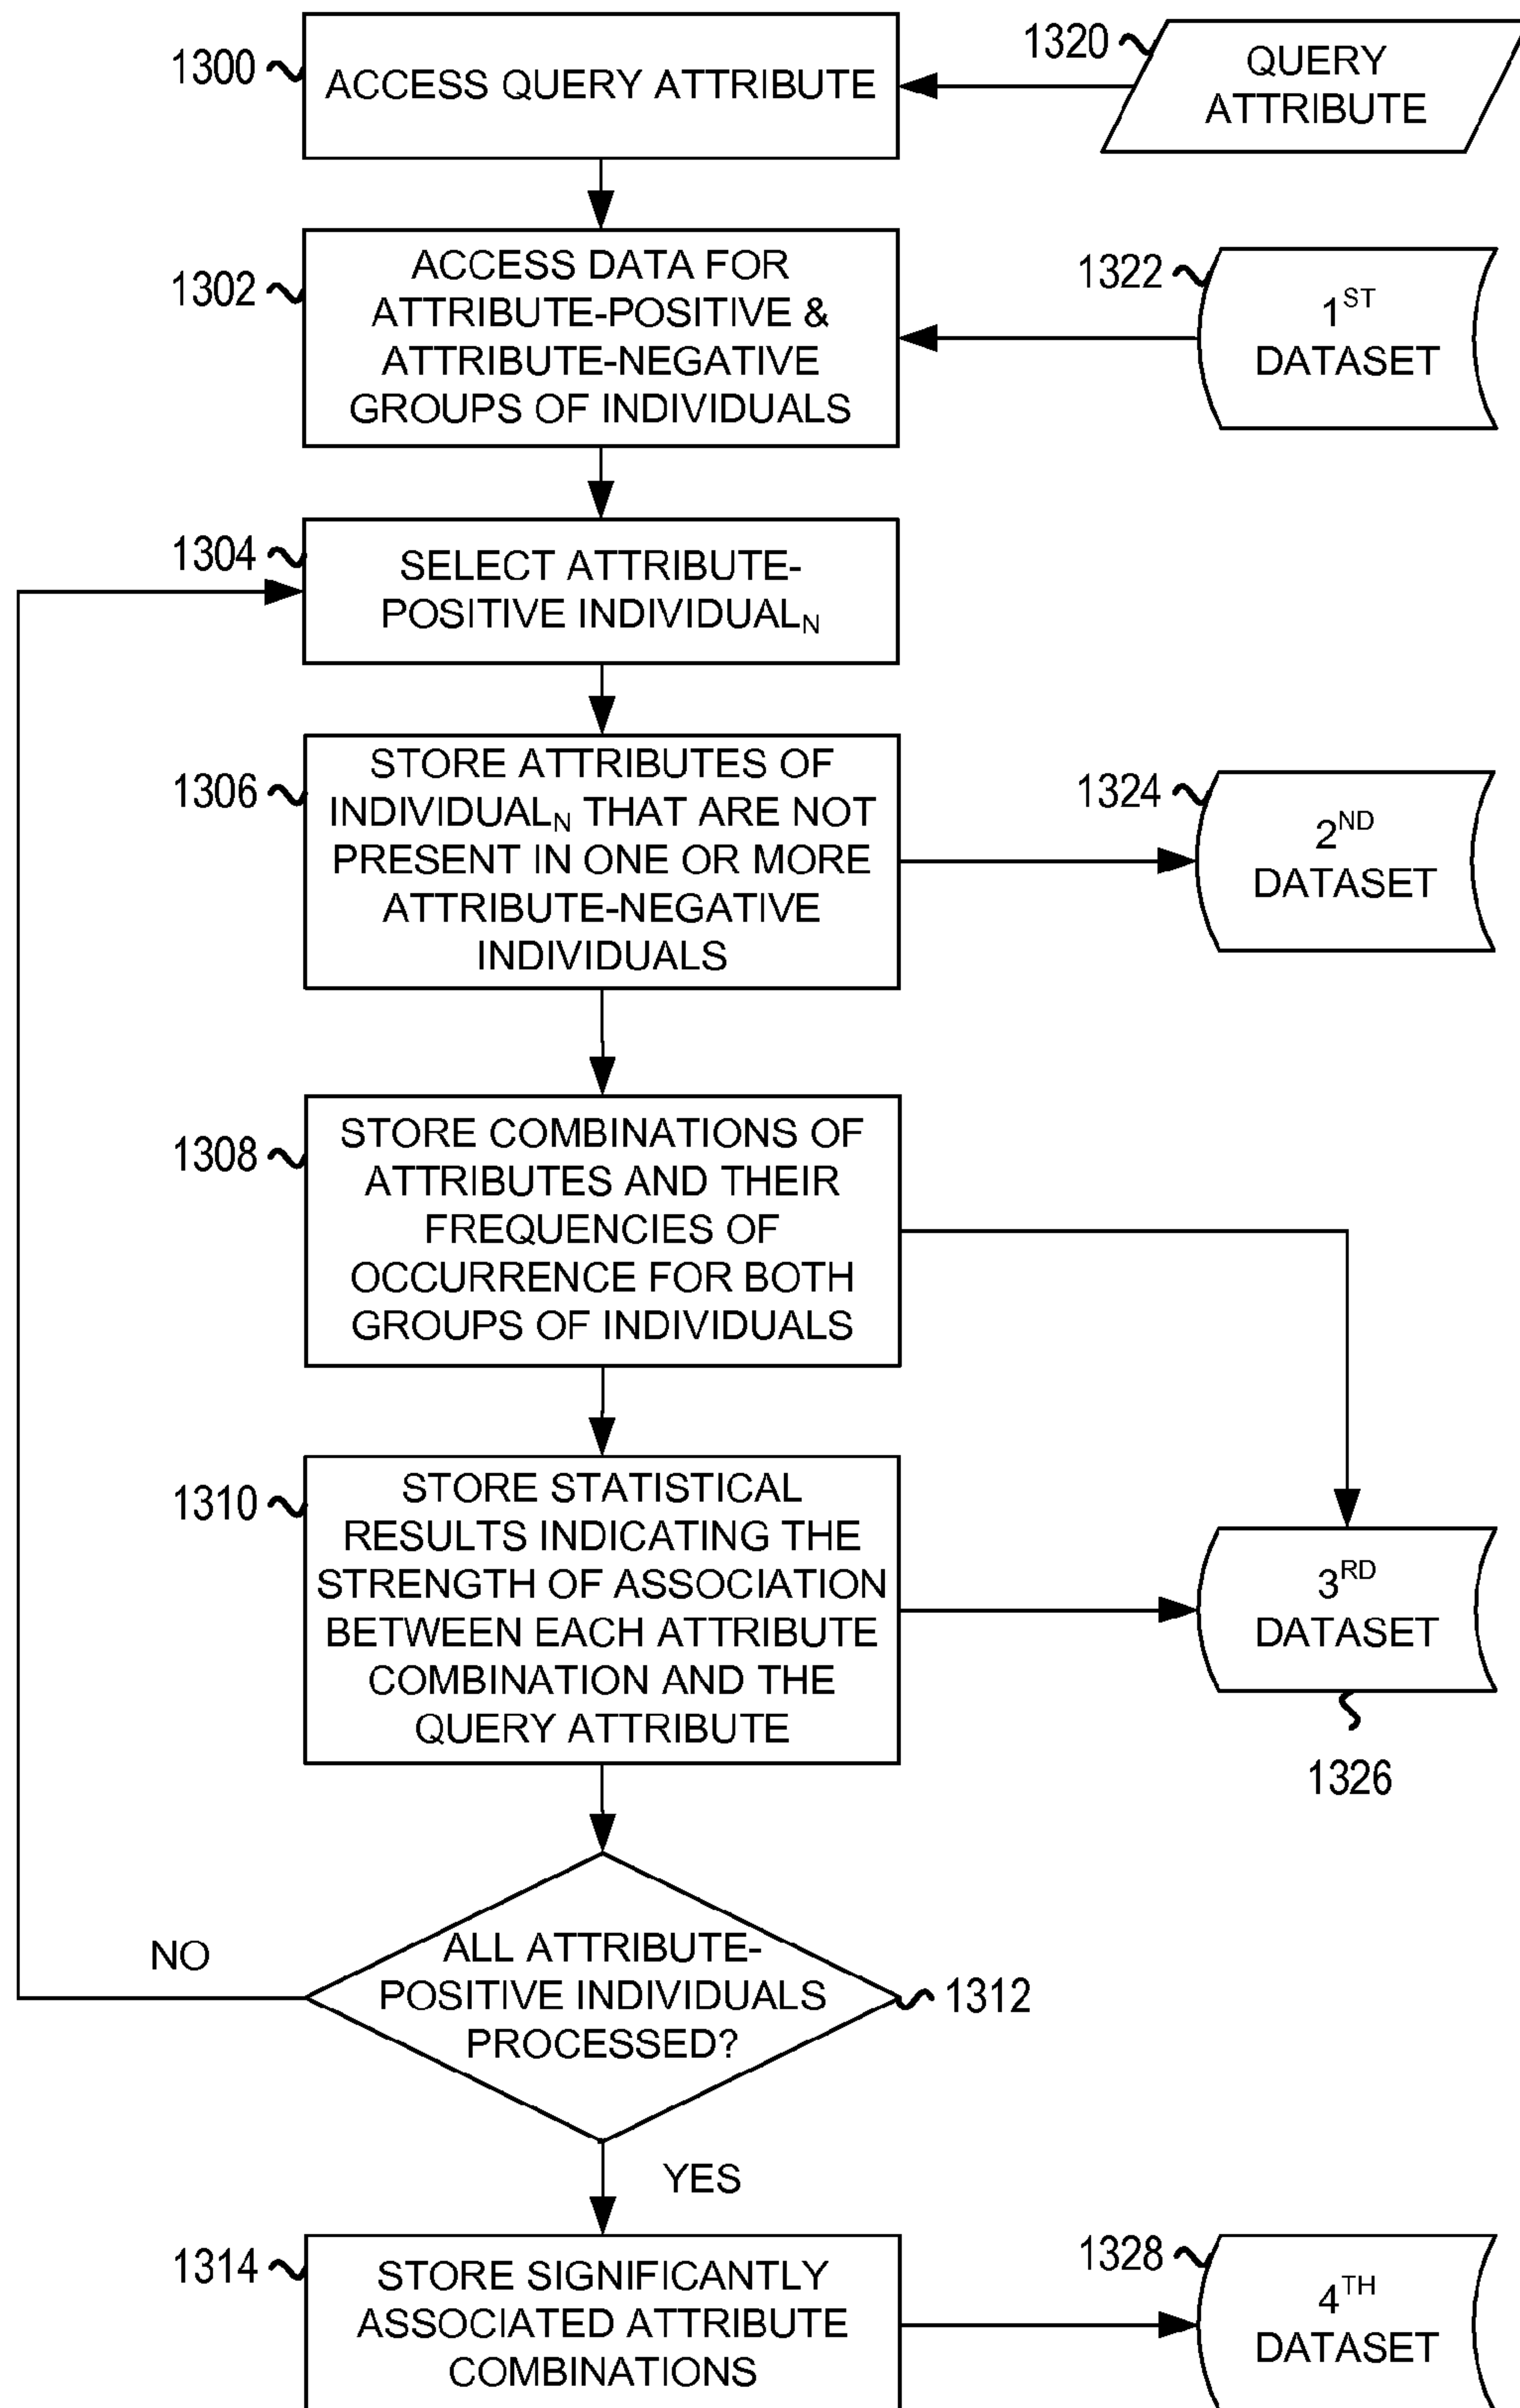 1300
ACCESS QUERY ATTRIBUTE
1320
QUERY
ATTRIBUTE
1302
ACCESS DATA FOR
ATTRIBUTE-POSITIVE &
ATTRIBUTE-NEGATIVE
GROUPS OF INDIVIDUALS
1322
1ST
DATASET
1304
SELECT ATTRIBUTE-
POSITIVE INDIVIDUALN
1306
STORE ATTRIBUTES OF
INDIVIDUALN THAT ARE NOT
PRESENT IN ONE OR MORE
ATTRIBUTE-NEGATIVE
INDIVIDUALS
1324
2ND
DATASET
1308
STORE COMBINATIONS OF
ATTRIBUTES AND THEIR
FREQUENCIES OF
OCCURRENCE FOR BOTH
GROUPS OF INDIVIDUALS
1310
STORE STATISTICAL
RESULTS INDICATING THE
STRENGTH OF ASSOCIATION
BETWEEN EACH ATTRIBUTE
COMBINATION AND THE
QUERY ATTRIBUTE
3RD
DATASET
1326
NO
ALL ATTRIBUTE-
POSITIVE INDIVIDUALS
PROCESSED?
1312
YES
1314
STORE SIGNIFICANTLY
ASSOCIATED ATTRIBUTE
COMBINATIONS
1328
4TH
DATASET